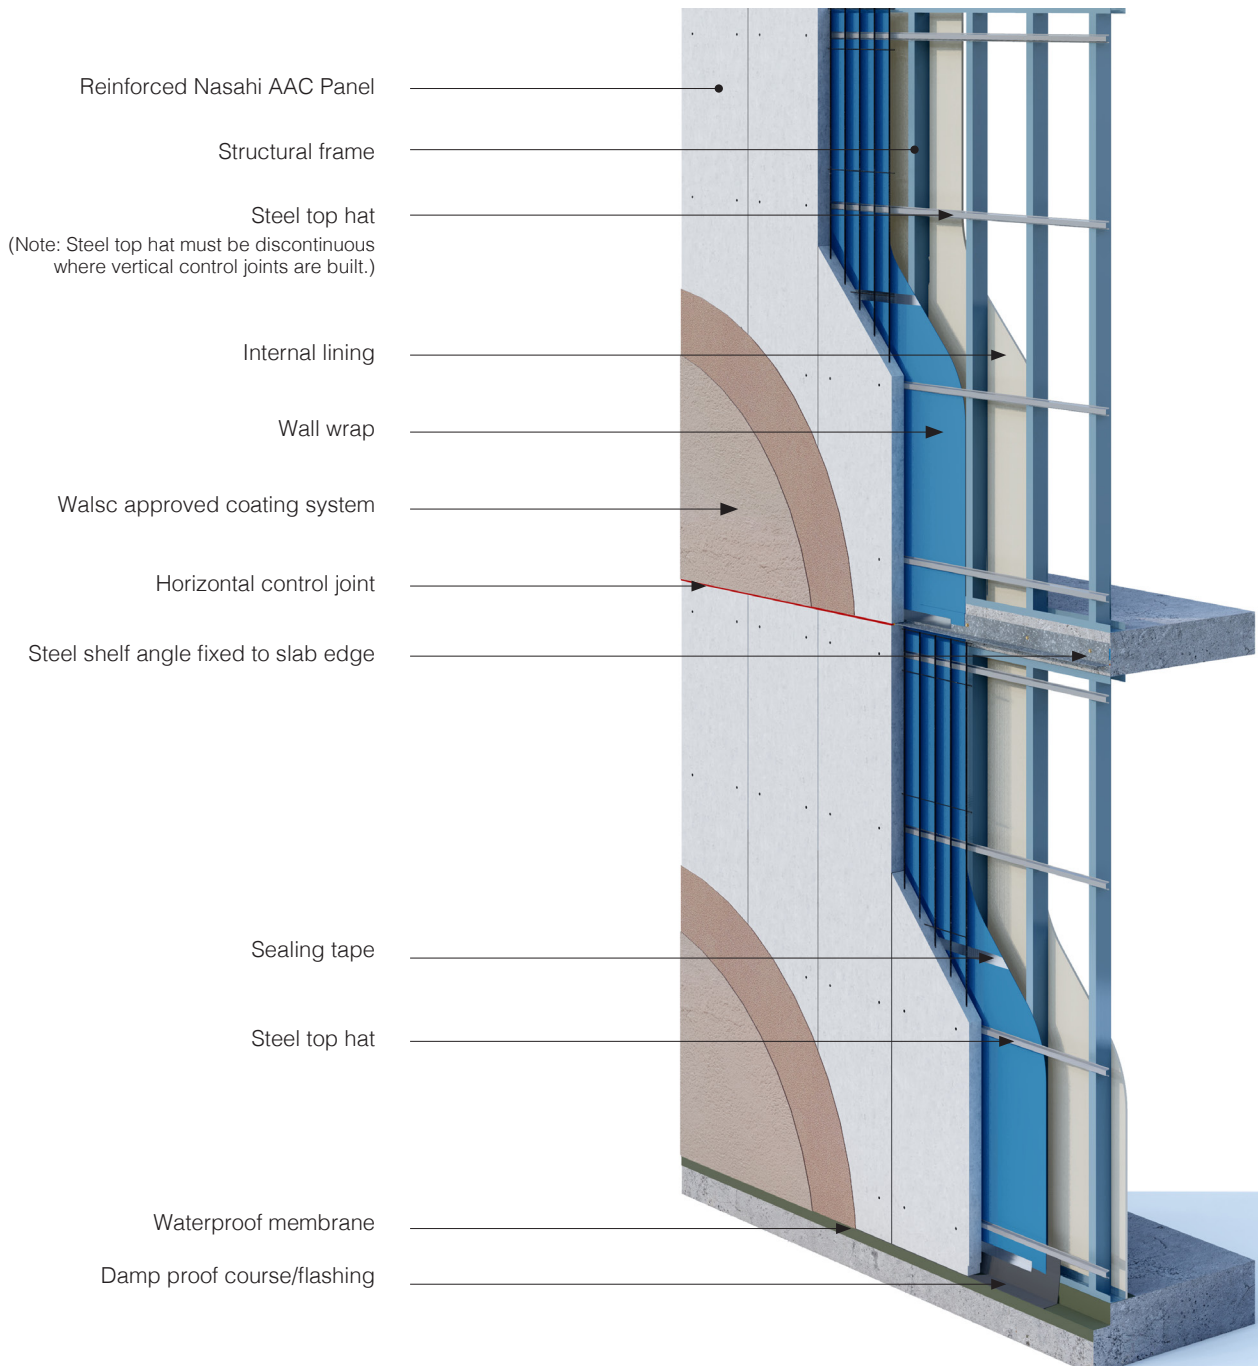 Reinforced Nasahi AAC Panel
Structural frame
Steel top hat
(Note: Steel top hat must be discontinuous
where vertical control joints are built.)
Internal lining
Wall wrap
Walsc approved coating system
Horizontal control joint
Steel shelf angle fixed to slab edge
Sealing tape
Steel top hat
Waterproof membrane
Damp proof course/flashing